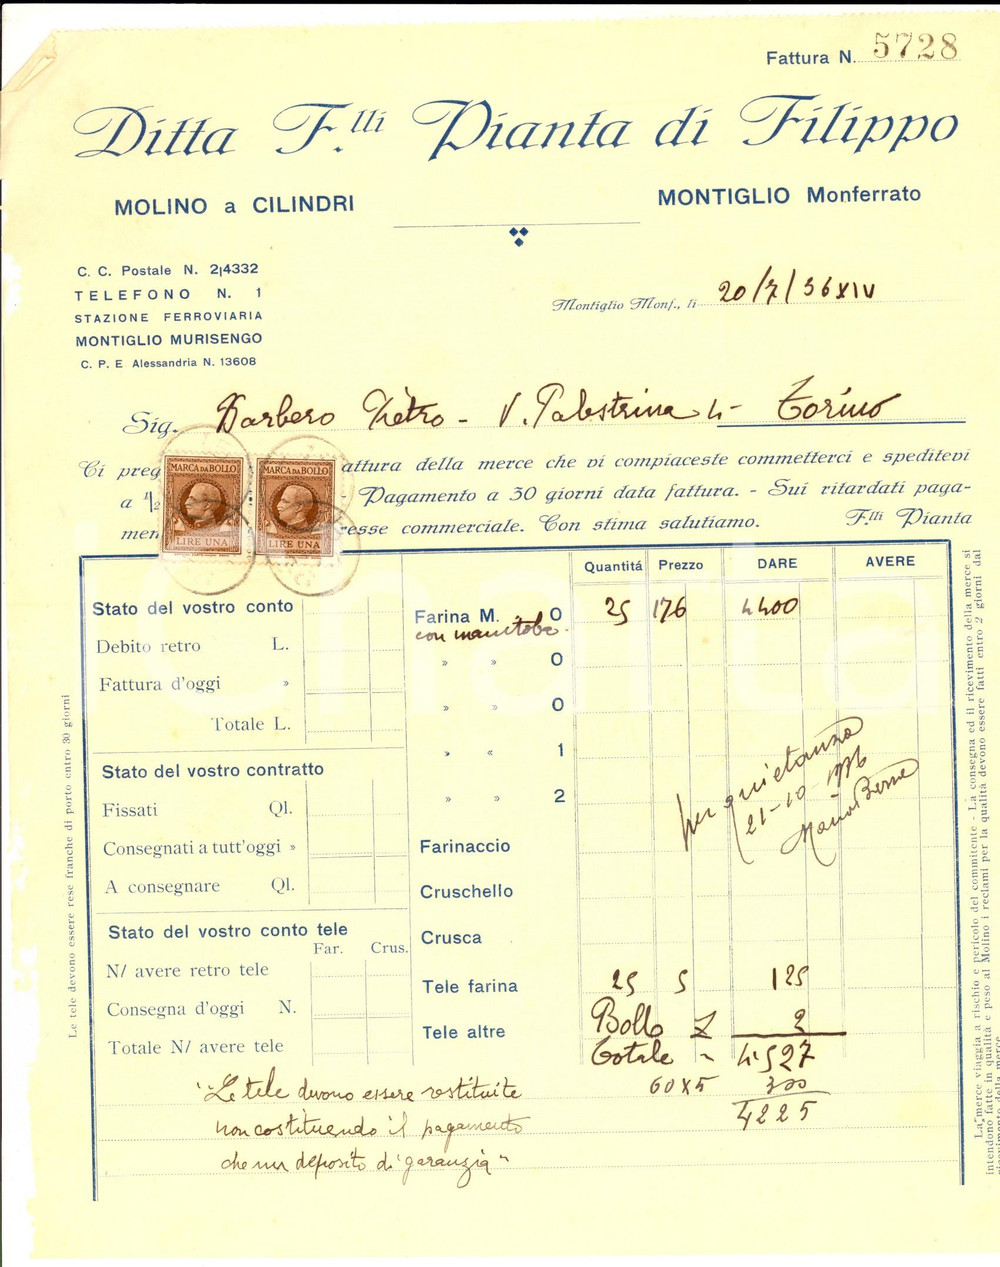 Fattura N. 5728
Ditta F.lli Pianta di Filippo
MOLINO a CILINDRI
MONTIGLIO Monferrato
C. C. Postale N. 2|4332
TELEFONO N. 1
STAZIONE FERROVIARIA
MONTIGLIO MURISENGO
C. P. E Alessandria N. 13608
Montiglio Monf., li 20/7/36 XIV
Sig. Barbero Pietro - V. Palestrina 4 - Torino
Ci preg attura della merce che vi compiaceste commetterci e speditevi
a 1/2 - Pagamento a 30 giorni data fattura. - Sui ritardati paga-
men resse commerciale. Con stima salutiamo. F.lli Pianta
MARCA DA BOLLO MARCA DA BOLLO
LIRE UNA LIRE UNA
Quantitá Prezzo DARE AVERE
Stato del vostro conto
Debito retro L.
Fattura d'oggi »
Totale L.
Stato del vostro contratto
Fissati Ql.
Consegnati a tutt'oggi »
A consegnare Ql.
Stato del vostro conto tele
Far. Crus.
N/ avere retro tele
Consegna d'oggi N.
Totale N/ avere tele
Farina M. 0 25 176 4400
con manitoba
» » 0
» » 0
» « 1
» » 2
Farinaccio
Cruschello
Crusca
Tele farina 25 5 125
Tele altre
Bollo 2
Totale - 4527
60x5 300
4225
per quietanza
21-10-1936
"Le tele devono essere restituite
non costituendo il pagamento
che un deposito di garanzia"
Le tele devono essere rese franche di porto entro 30 giorni
La merce viaggia a rischio e pericolo del commitente - La consegna ed il ricevimento della merce si
intendono fatte in qualità e peso al Molino i reclami per la qualità devono essere fatti entro 2 giorni dal
ricevimento della merce